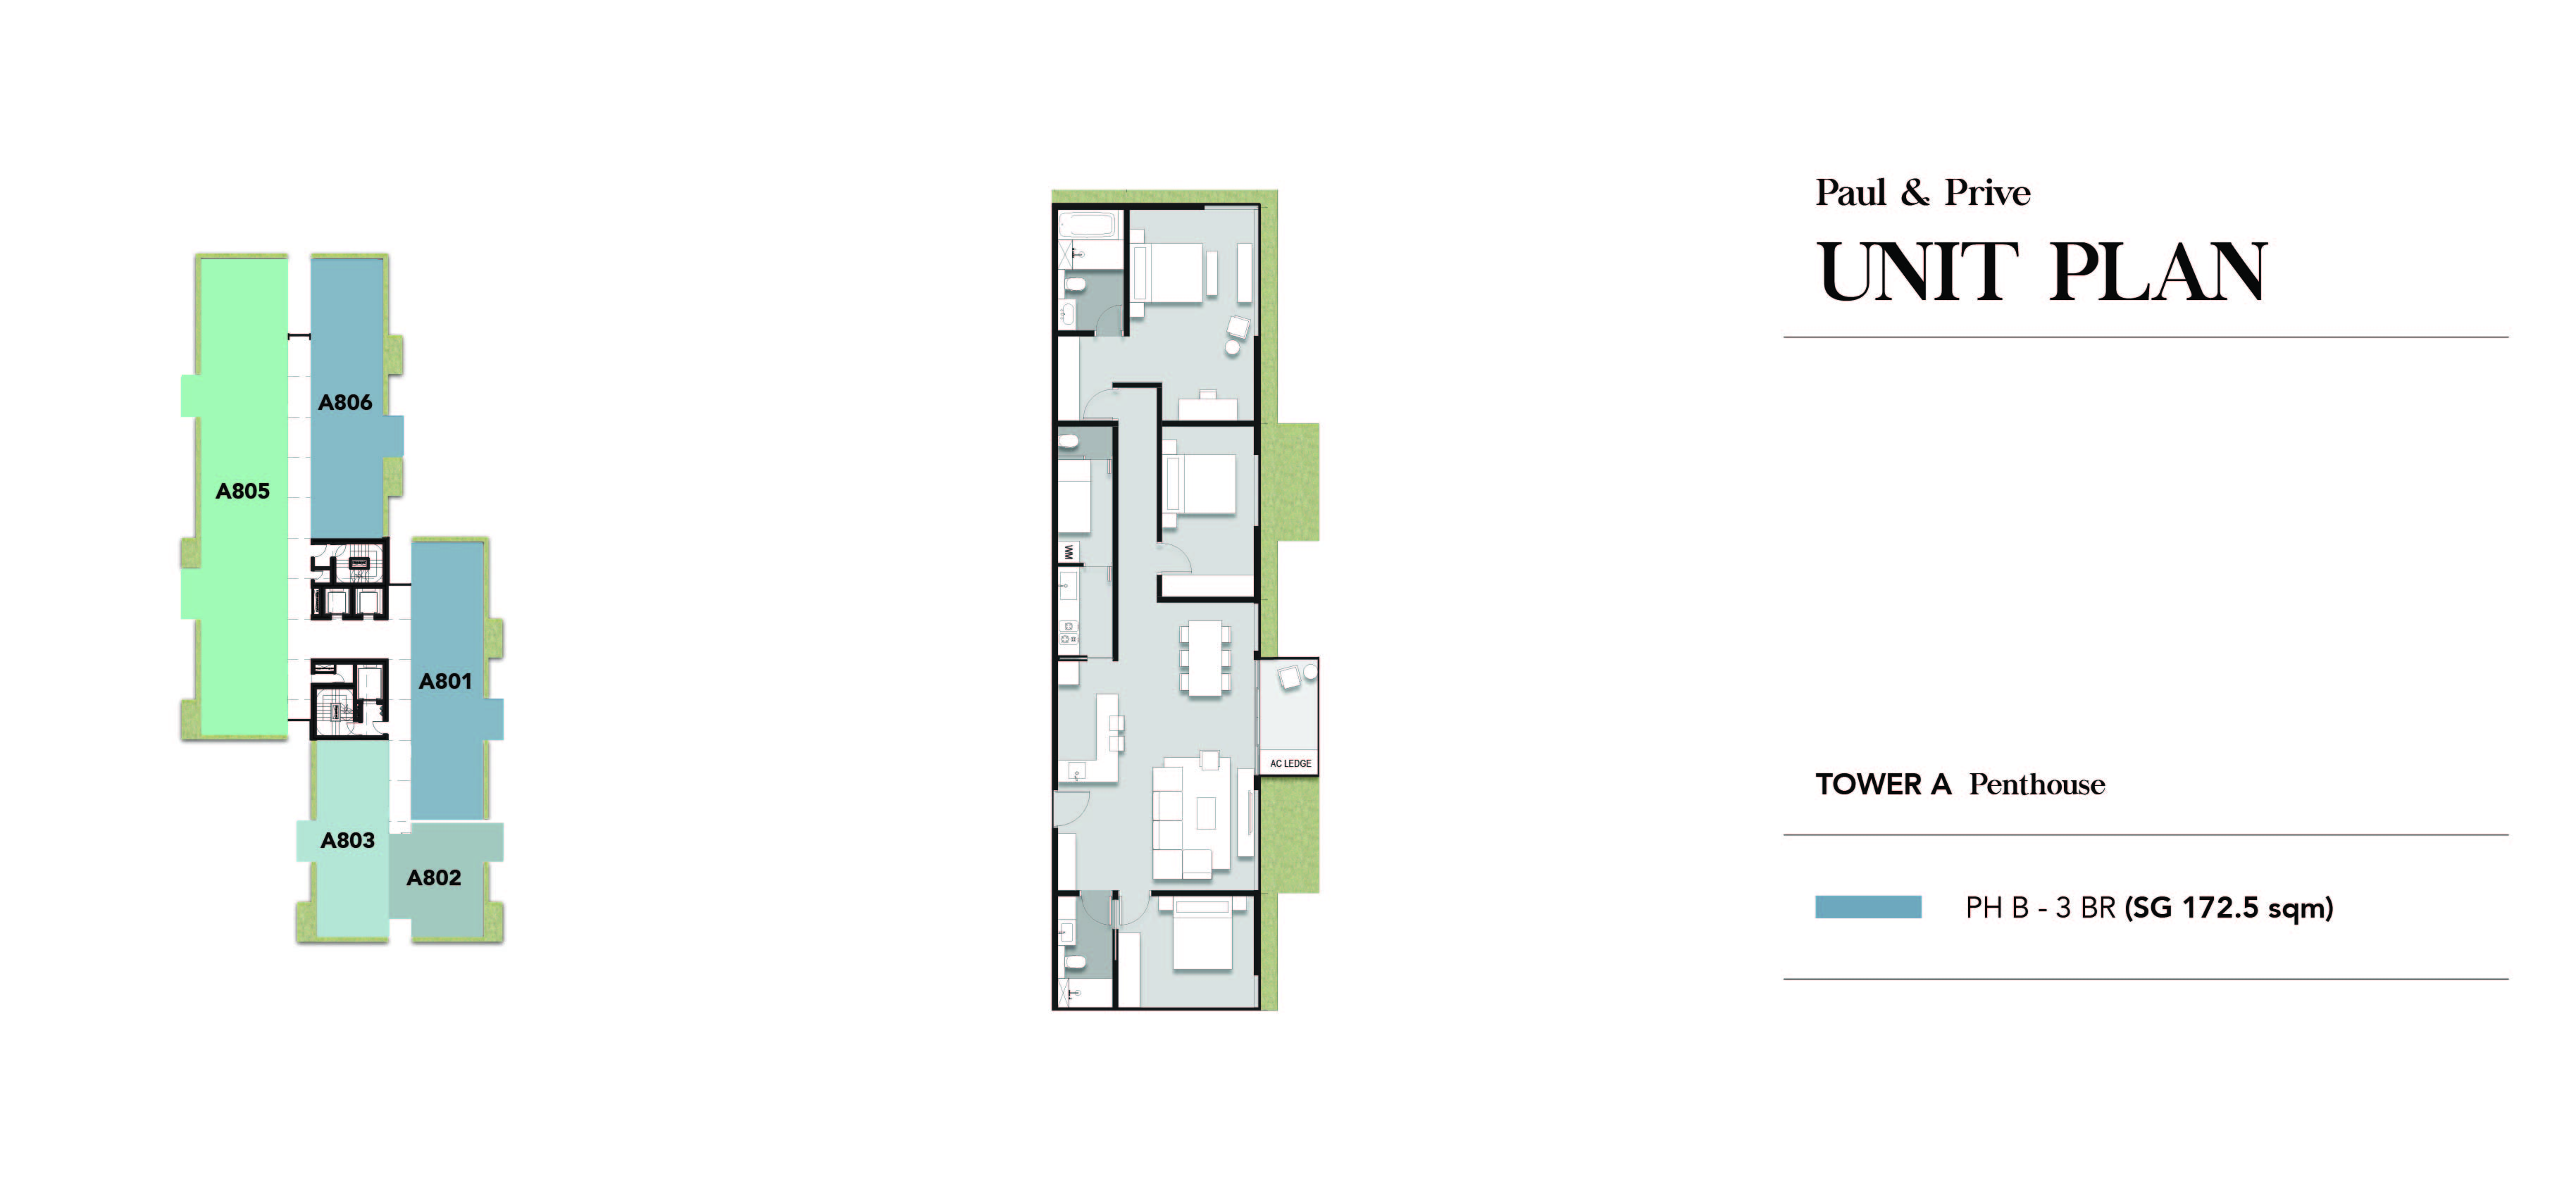 Paul & Prive
UNIT PLAN
A806
A805
A801
A803
A802
WM
AC LEDGE
TOWER A Penthouse
PH B - 3 BR (SG 172.5 sqm)